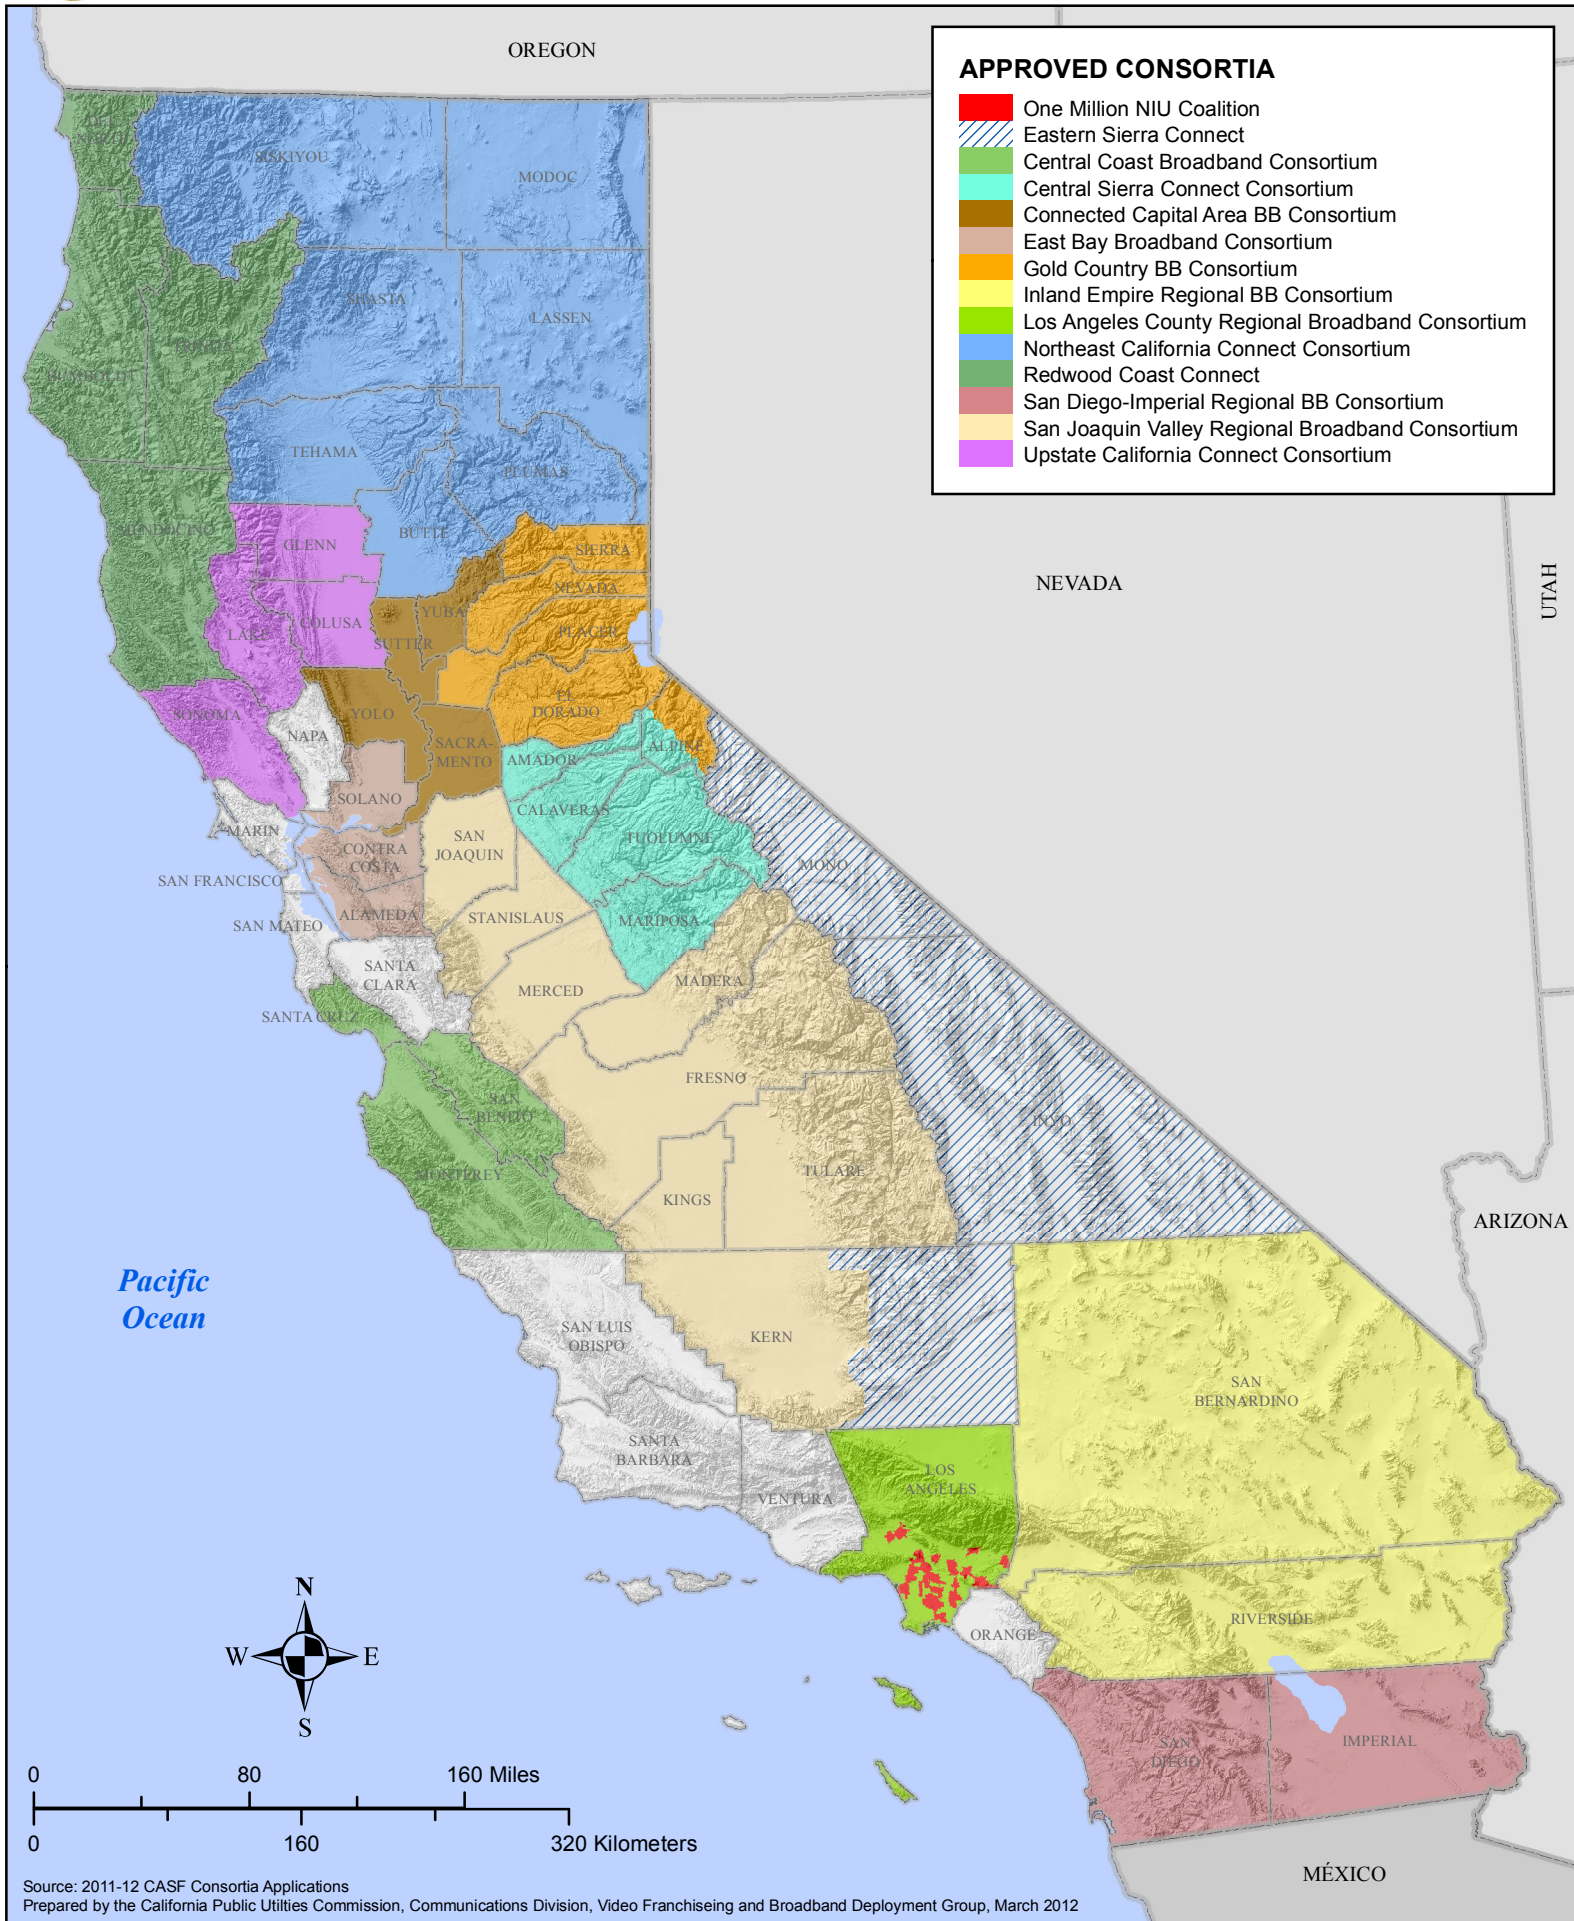 OREGON
APPROVED CONSORTIA
One Million NIU Coalition
Eastern Sierra Connect
Central Coast Broadband Consortium
Central Sierra Connect Consortium
Connected Capital Area BB Consortium
East Bay Broadband Consortium
Gold Country BB Consortium
Inland Empire Regional BB Consortium
Los Angeles County Regional Broadband Consortium
Northeast California Connect Consortium
Redwood Coast Connect
San Diego-Imperial Regional BB Consortium
San Joaquin Valley Regional Broadband Consortium
Upstate California Connect Consortium
DEL
NORTE
SISKIYOU
MODOC
SHASTA
LASSEN
TRINITY
HUMBOLDT
TEHAMA
PLUMAS
MENDOCINO
GLENN
BUTTE
SIERRA
NEVADA
NEVADA
UTAH
YUBA
COLUSA
LAKE
SUTTER
PLACER
EL
DORADO
SONOMA
NAPA
YOLO
SACRA-
MENTO
ALPINE
AMADOR
SOLANO
CALAVERAS
MARIN
SAN
JOAQUIN
TUOLUMNE
CONTRA
COSTA
MONO
SAN FRANCISCO
ALAMEDA
STANISLAUS
MARIPOSA
SAN MATEO
SANTA
CLARA
MERCED
MADERA
SANTA CRUZ
FRESNO
SAN
BENITO
INYO
MONTEREY
TULARE
KINGS
ARIZONA
Pacific
Ocean
SAN LUIS
OBISPO
KERN
SAN
BERNARDINO
SANTA
BARBARA
VENTURA
LOS
ANGELES
RIVERSIDE
ORANGE
N
W
E
S
SAN
DIEGO
IMPERIAL
0 80 160 Miles
0 160 320 Kilometers
MÉXICO
Source: 2011-12 CASF Consortia Applications
Prepared by the California Public Utilties Commission, Communications Division, Video Franchiseing and Broadband Deployment Group, March 2012